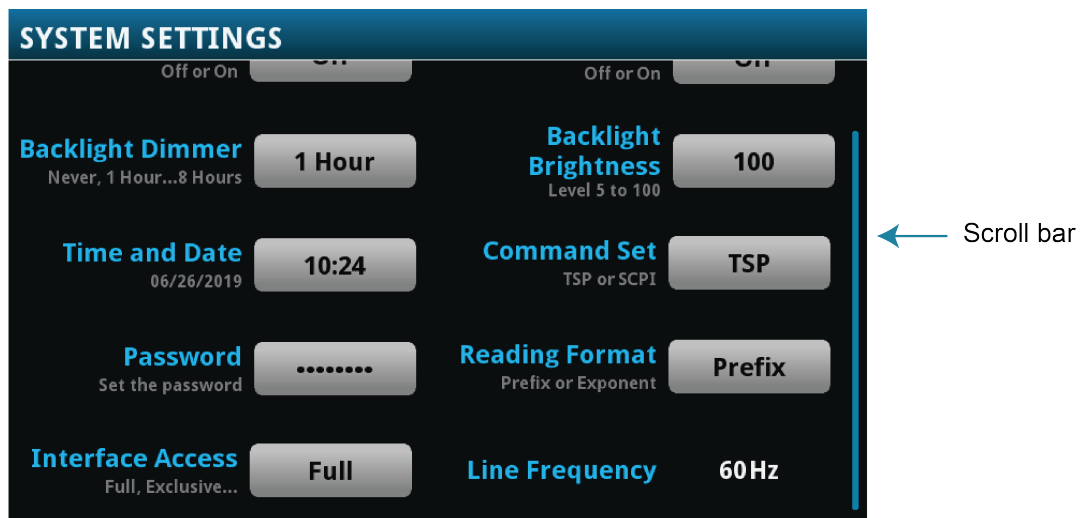 SYSTEM SETTINGS
Off or On
On
Off or On
On
Backlight Dimmer
Never, 1 Hour...8 Hours
1 Hour
Backlight
Brightness
Level 5 to 100
100
Time and Date
06/26/2019
10:24
Command Set
TSP or SCPI
TSP
Scroll bar
Password
Set the password
••••••••
Reading Format
Prefix or Exponent
Prefix
Interface Access
Full, Exclusive...
Full
Line Frequency
60Hz